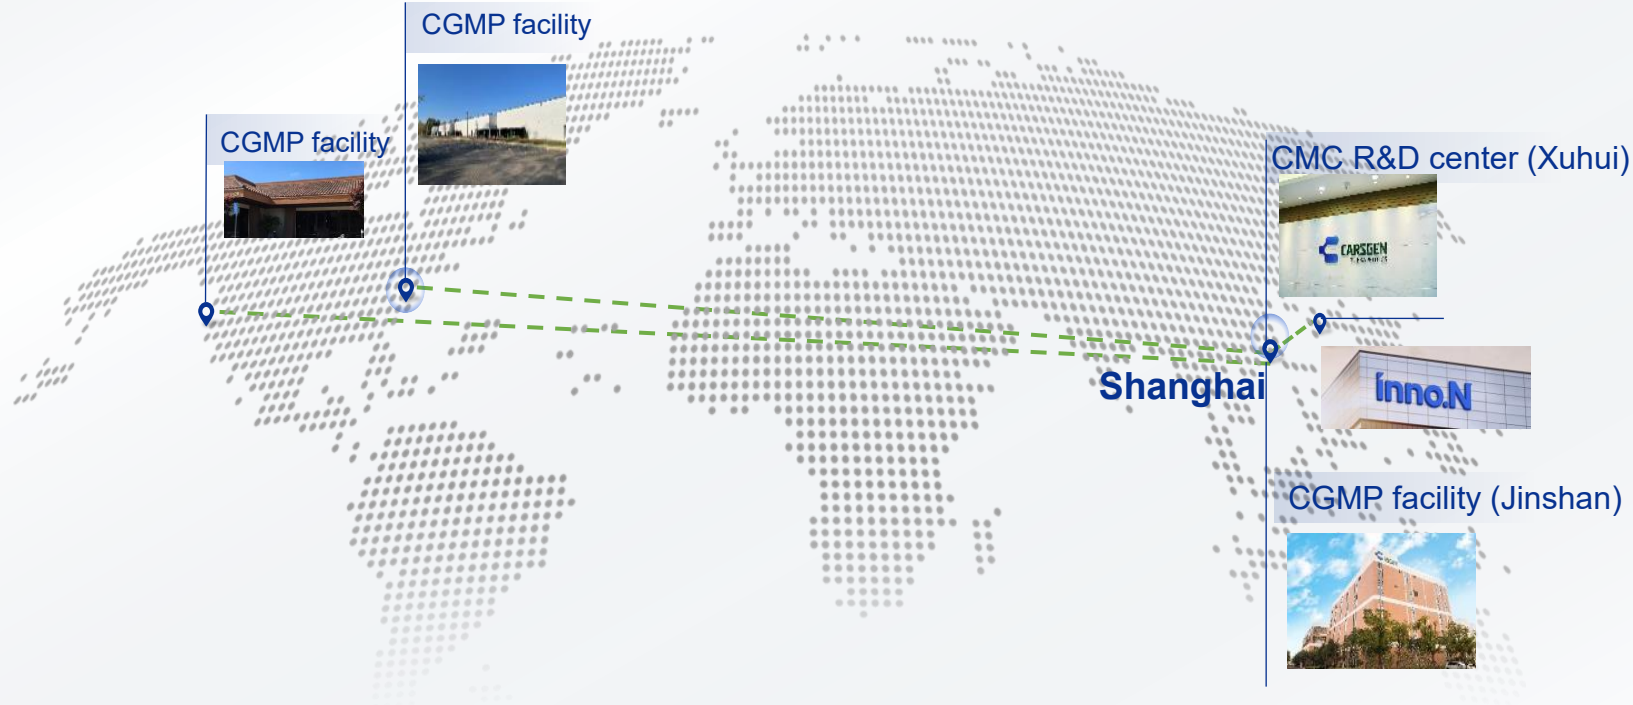 CGMP facility
CGMP facility
CMC R&D center (Xuhui)
CARSGEN
inno.N
Shanghai
CGMP facility (Jinshan)